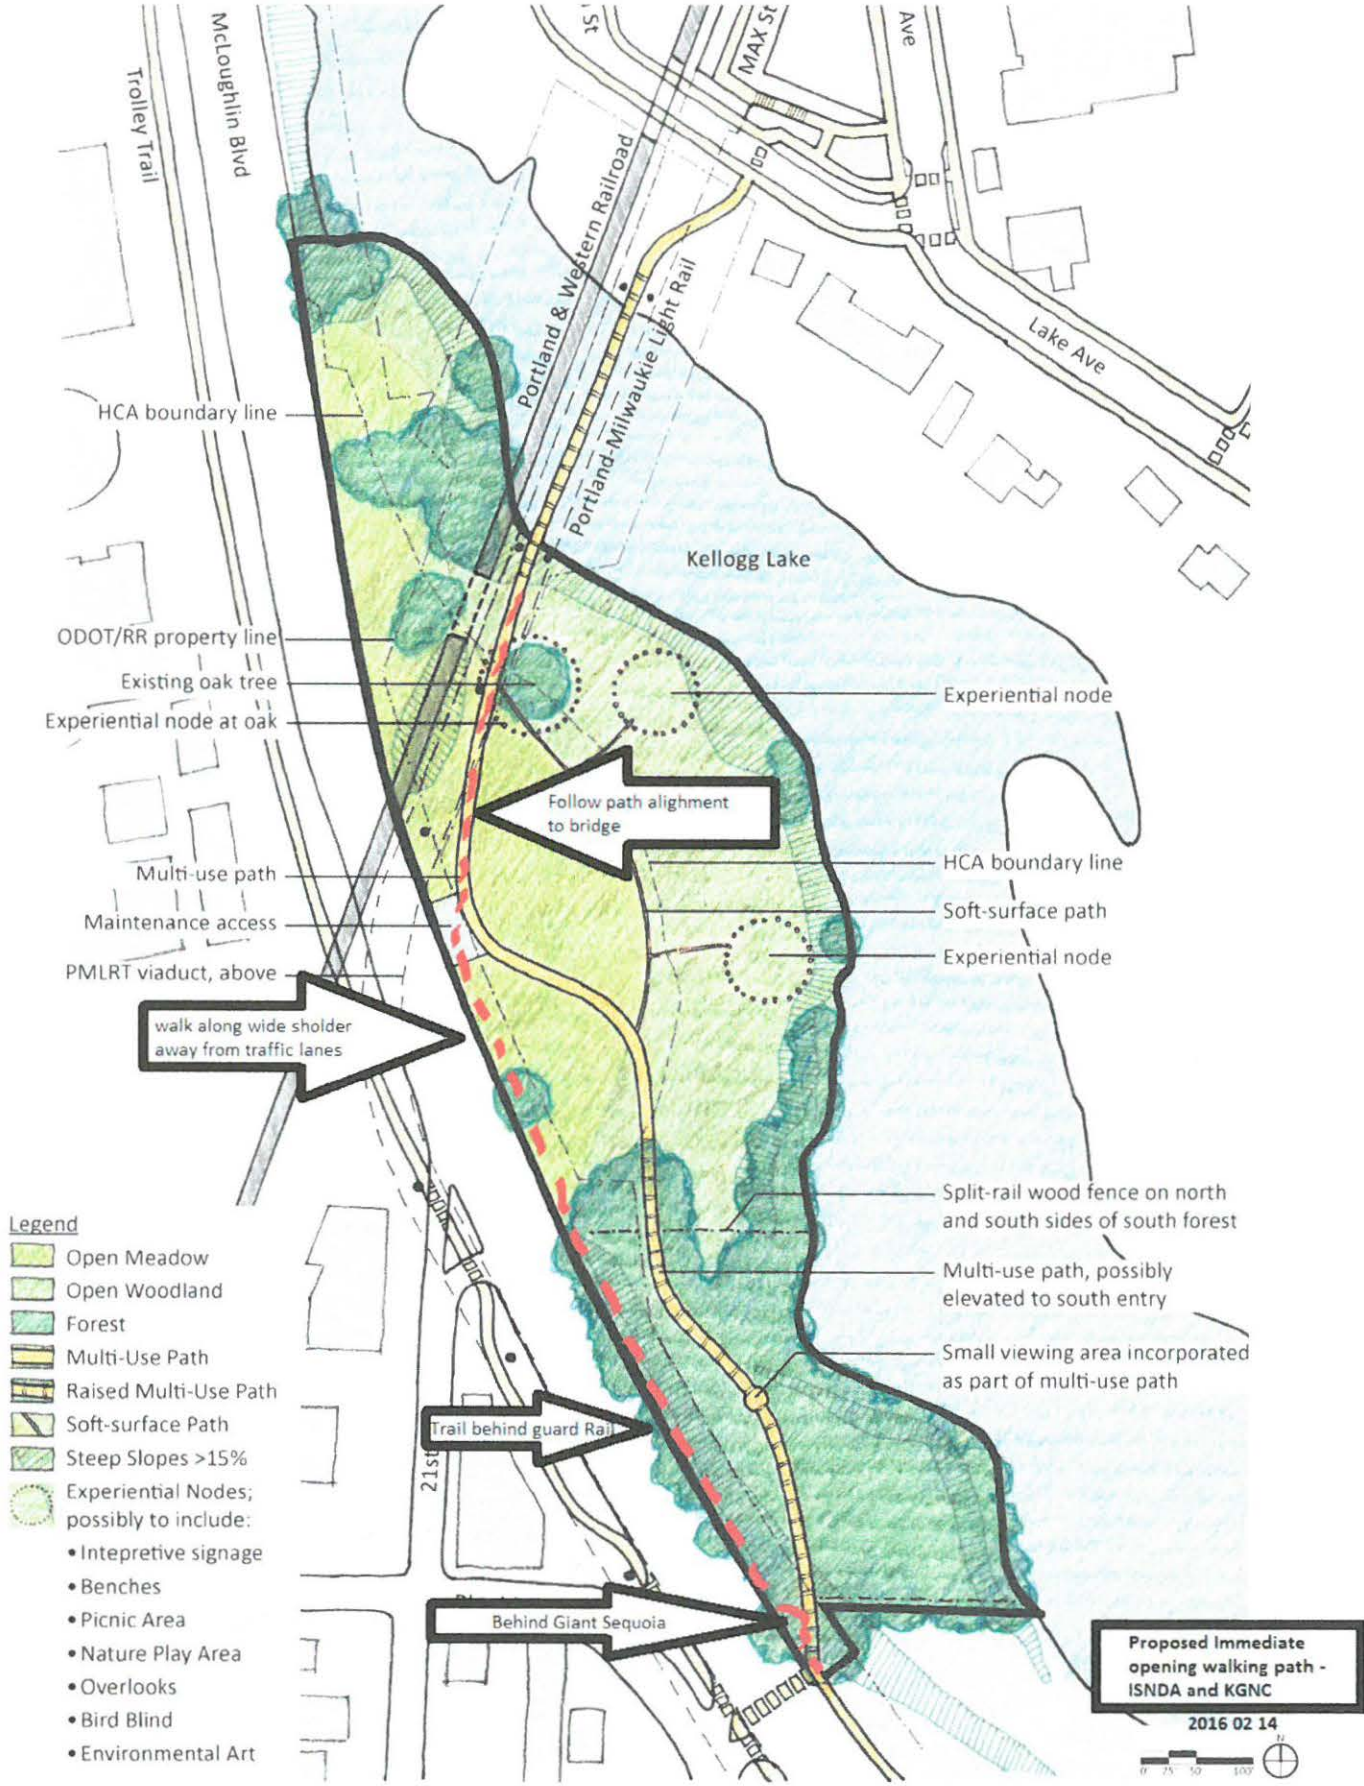 Trolley Trail
McLoughlin Blvd
St
MAX St
Ave
Portland & Western Railroad
Portland-Milwaukie Light Rail
Lake Ave
Kellogg Lake
HCA boundary line
ODOT/RR property line
Existing oak tree
Experiential node at oak
Multi-use path
Maintenance access
PMLRT viaduct, above
Experiential node
Follow path alighment
to bridge
HCA boundary line
Soft-surface path
Experiential node
walk along wide sholder
away from traffic lanes
Split-rail wood fence on north
and south sides of south forest
Multi-use path, possibly
elevated to south entry
Small viewing area incorporated
as part of multi-use path
Trail behind guard Rail
21st
Behind Giant Sequoia
Legend
Open Meadow
Open Woodland
Forest
Multi-Use Path
Raised Multi-Use Path
Soft-surface Path
Steep Slopes >15%
Experiential Nodes;
possibly to include:
• Intepretive signage
• Benches
• Picnic Area
• Nature Play Area
• Overlooks
• Bird Blind
• Environmental Art
Proposed Immediate
opening walking path -
ISNDA and KGNC
2016 02 14
N
0 25 50 100'